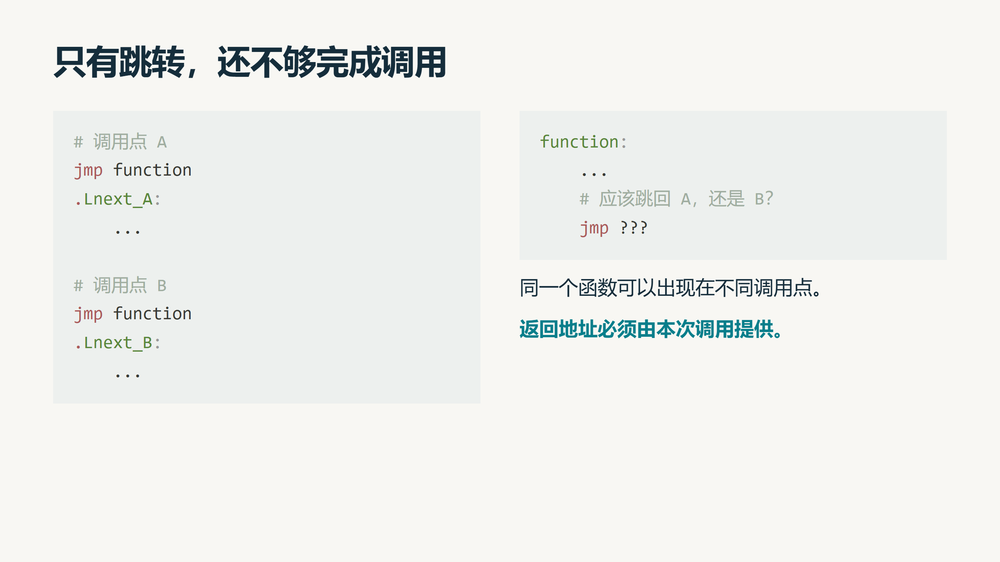 只有跳转，还不够完成调用
# 调用点 A
jmp function
.Lnext_A:
    ...
# 调用点 B
jmp function
.Lnext_B:
    ...
function:
    ...
    # 应该跳回 A，还是 B？
    jmp ???
同一个函数可以出现在不同调用点。
返回地址必须由本次调用提供。